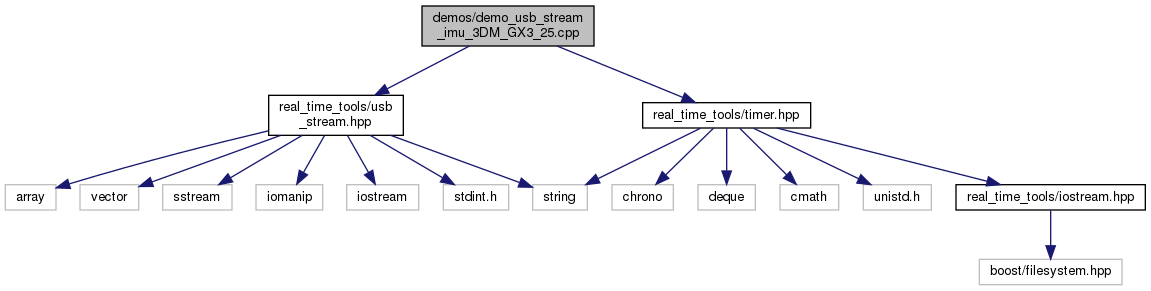 demos/demo_usb_stream
_imu_3DM_GX3_25.cpp
real_time_tools/usb
_stream.hpp
real_time_tools/timer.hpp
array
vector
sstream
iomanip
iostream
stdint.h
string
chrono
deque
cmath
unistd.h
real_time_tools/iostream.hpp
boost/filesystem.hpp